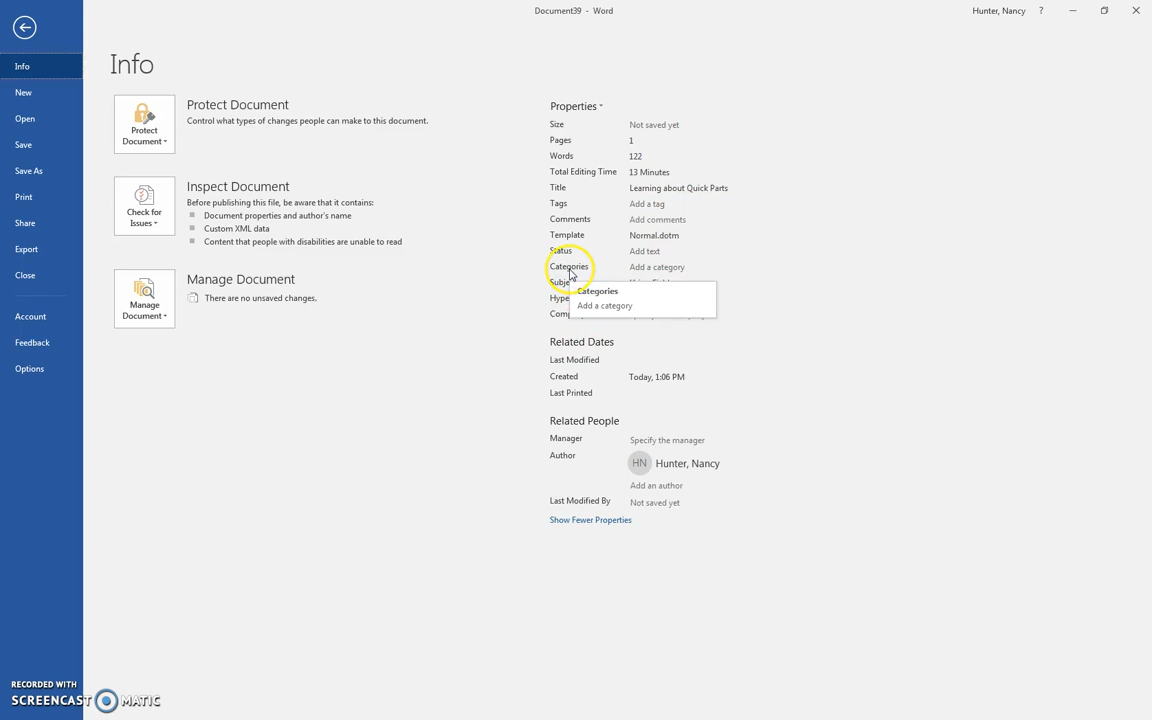 Document39 - Word
Hunter, Nancy
?
Info
New
Open
Save
Save As
Print
Share
Export
Close
Account
Feedback
Options
Info
Protect Document
Protect Document
Control what types of changes people can make to this document.
Check for Issues
Inspect Document
Before publishing this file, be aware that it contains:
Document properties and author's name
Custom XML data
Content that people with disabilities are unable to read
Manage Document
Manage Document
There are no unsaved changes.
Properties
Size Not saved yet
Pages 1
Words 122
Total Editing Time 13 Minutes
Title Learning about Quick Parts
Tags Add a tag
Comments Add comments
Template Normal.dotm
Status Add text
Categories Add a category
Categories
Add a category
Related Dates
Last Modified
Created Today, 1:06 PM
Last Printed
Related People
Manager Specify the manager
Author HN Hunter, Nancy
Add an author
Last Modified By Not saved yet
Show Fewer Properties
RECORDED WITH
SCREENCAST MATIC